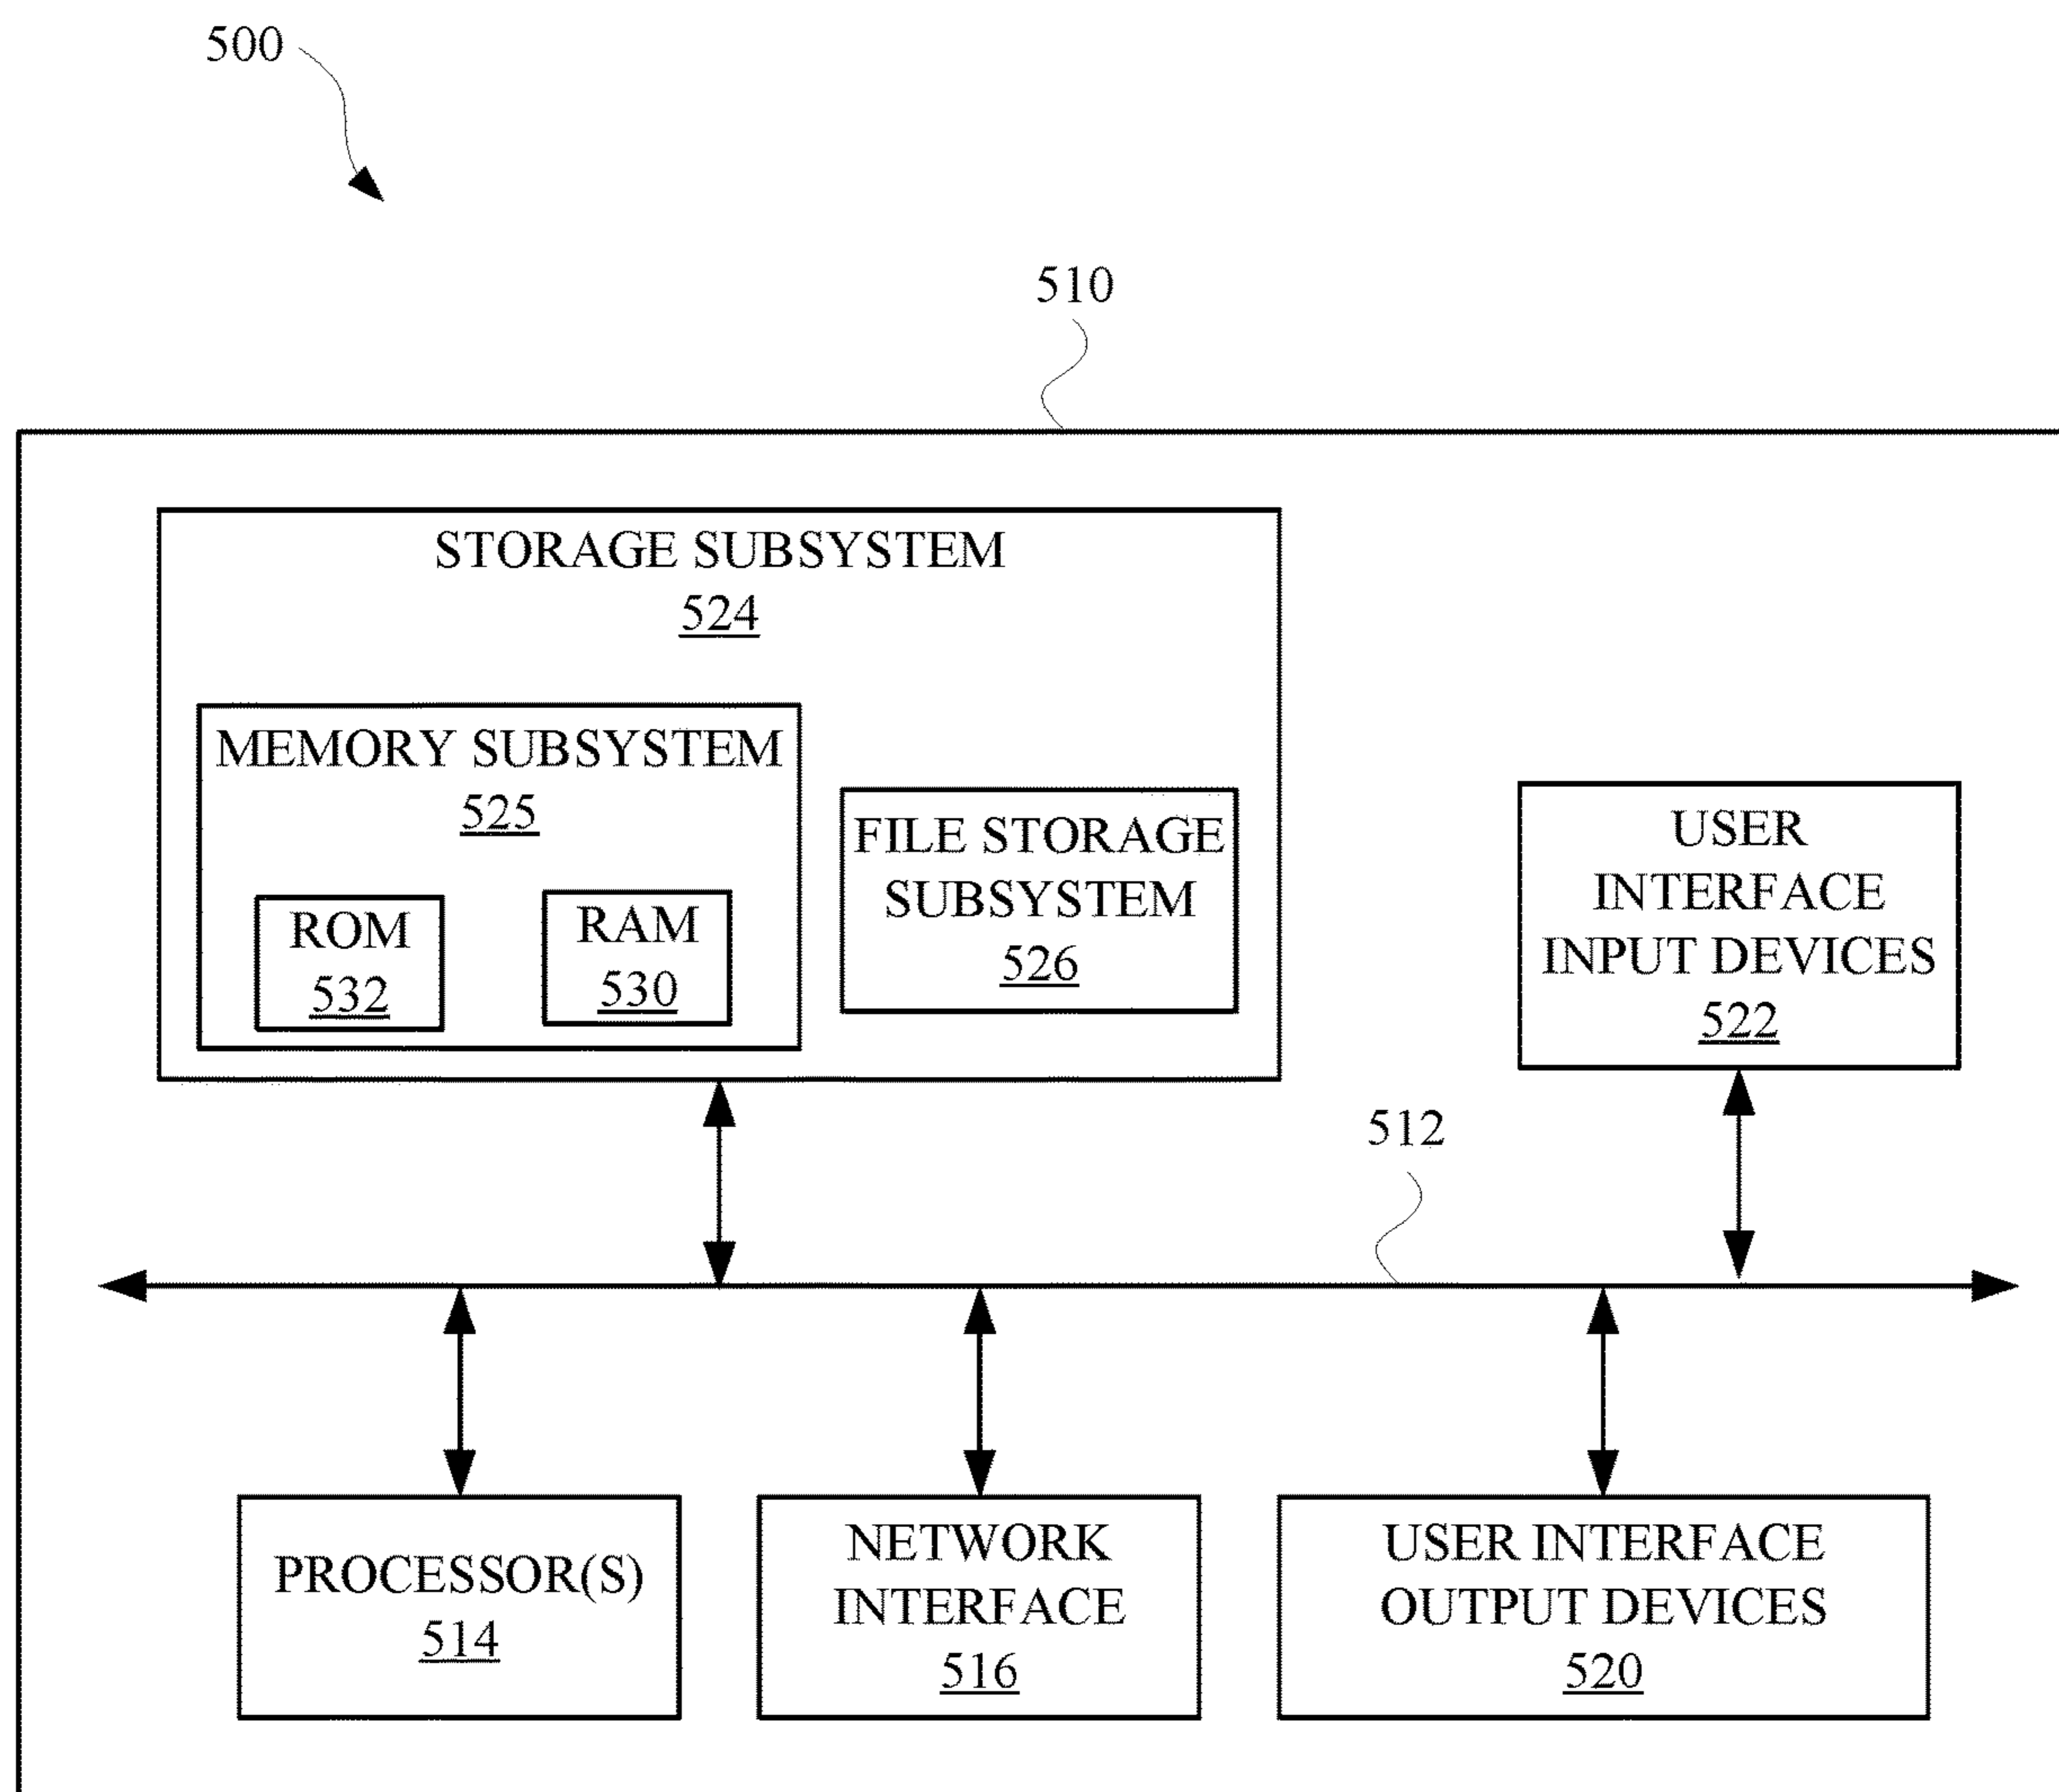 500
510
STORAGE SUBSYSTEM
524
MEMORY SUBSYSTEM
525
ROM
532
RAM
530
FILE STORAGE
SUBSYSTEM
526
USER
INTERFACE
INPUT DEVICES
522
512
PROCESSOR(S)
514
NETWORK
INTERFACE
516
USER INTERFACE
OUTPUT DEVICES
520